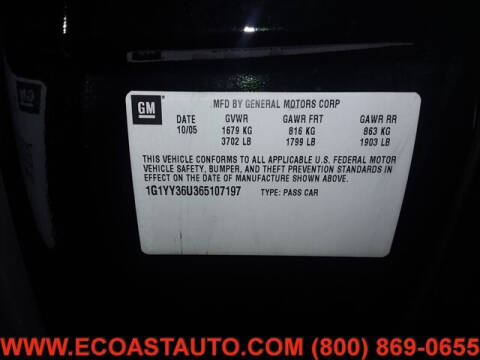 GM
MFD BY GENERAL MOTORS CORP
DATE GVWR GAWR FRT GAWR RR
10/05 1679 KG 816 KG 863 KG
3702 LB 1799 LB 1903 LB
THIS VEHICLE CONFORMS TO ALL APPLICABLE U.S. FEDERAL MOTOR
VEHICLE SAFETY, BUMPER, AND THEFT PREVENTION STANDARDS IN
EFFECT ON THE DATE OF MANUFACTURE SHOWN ABOVE.
1G1YY36U365107197 TYPE: PASS CAR
WWW.ECOASTAUTO.COM (800) 869-0655